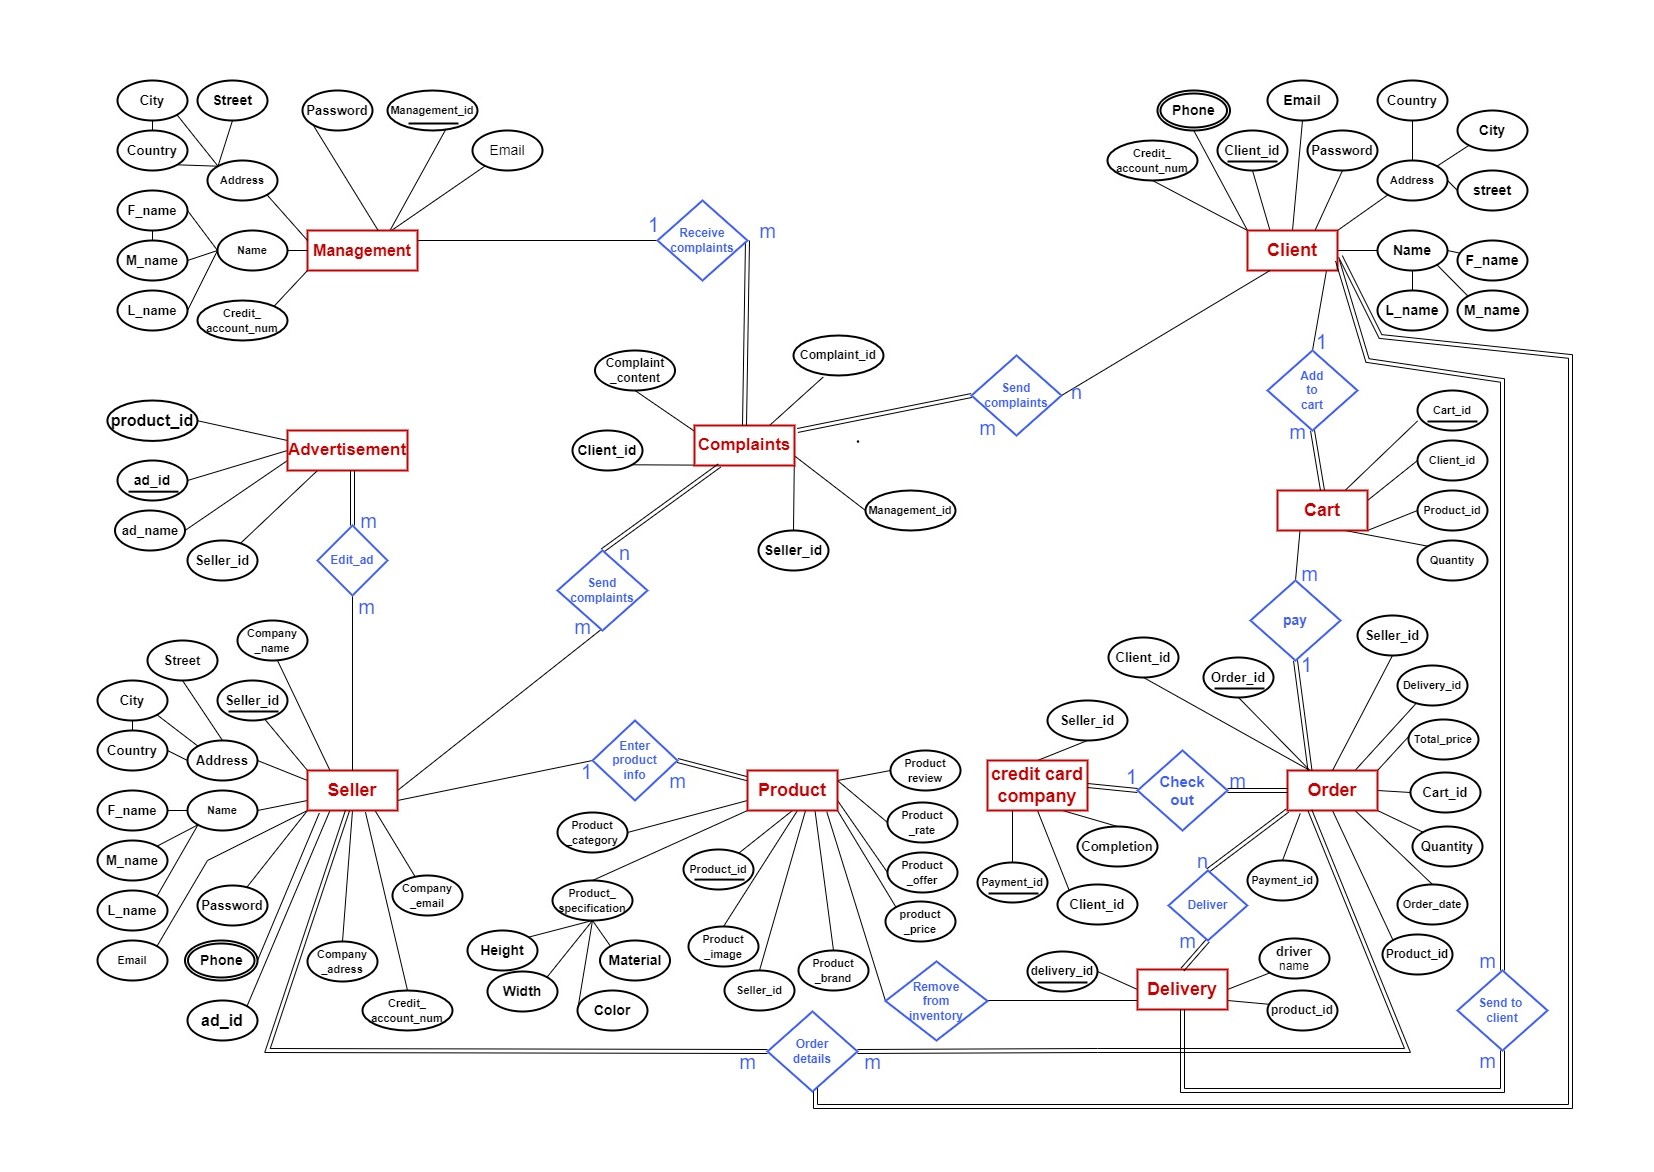 City
Street
Country
Address
Password
Management_id
Email
F_name
M_name
L_name
Name
Credit_
account_num
Management
1
Receive
complaints
m
Phone
Email
Country
City
Credit_
account_num
Client_id
Password
Address
street
Client
Name
F_name
L_name
M_name
Complaint
_content
Complaint_id
Client_id
Complaints
Management_id
Seller_id
Send
complaints
n
m
1
Add
to
cart
m
Cart_id
Client_id
Product_id
Quantity
Cart
product_id
Advertisement
ad_id
ad_name
Seller_id
m
Edit_ad
m
n
Send
complaints
m
m
pay
1
Company
_name
Street
City
Seller_id
Country
Address
F_name
Name
M_name
L_name
Email
Password
Phone
ad_id
Seller
Company
_email
Company
_adress
Credit_
account_num
1
Enter
product
info
m
Product
Product
review
Product
_rate
Product
_offer
product
_price
Product
_category
Product_id
Product_
specification
Height
Width
Color
Material
Product
_image
Seller_id
Product
_brand
Remove
from
inventory
Client_id
Order_id
Seller_id
Delivery_id
Total_price
Cart_id
Quantity
Order_date
Product_id
Payment_id
Order
Seller_id
credit card
company
Payment_id
Completion
Client_id
1
Check
out
m
n
Deliver
m
delivery_id
Delivery
driver
name
product_id
m
Send to
client
m
Order
details
m
m